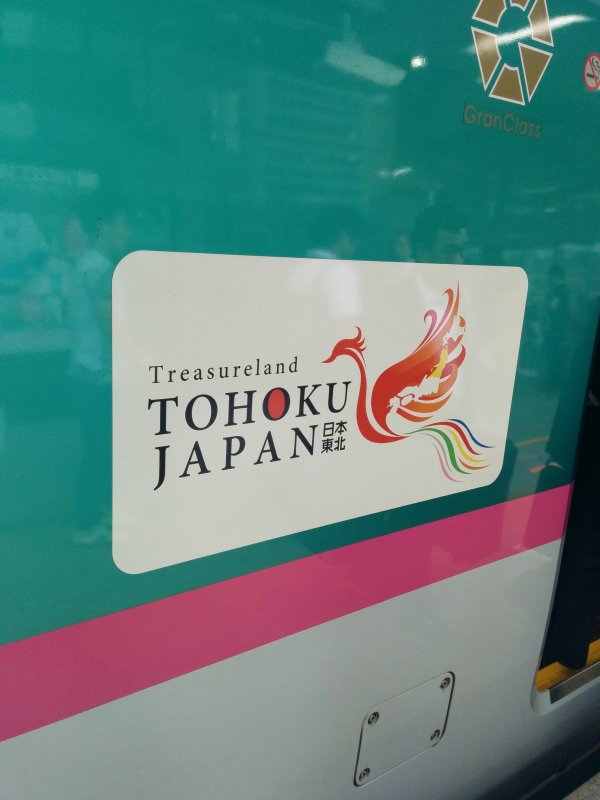 GranClass
Treasureland
TOHOKU
JAPAN 日本
東北